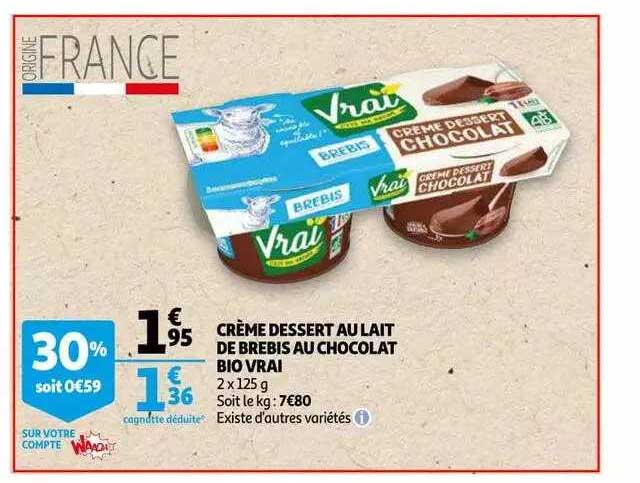 ORIGINE
FRANCE
Vrai
BREBIS
CRÈME DESSERT
CHOCOLAT
AB
BREBIS
Vrai
CRÈME DESSERT
CHOCOLAT
Vrai
30%
soit 0€59
SUR VOTRE
COMPTE WAAOH!
1€95
1€36
cagnotte déduite*
CRÈME DESSERT AU LAIT
DE BREBIS AU CHOCOLAT
BIO VRAI
2 x 125 g
Soit le kg : 7€80
Existe d'autres variétés i